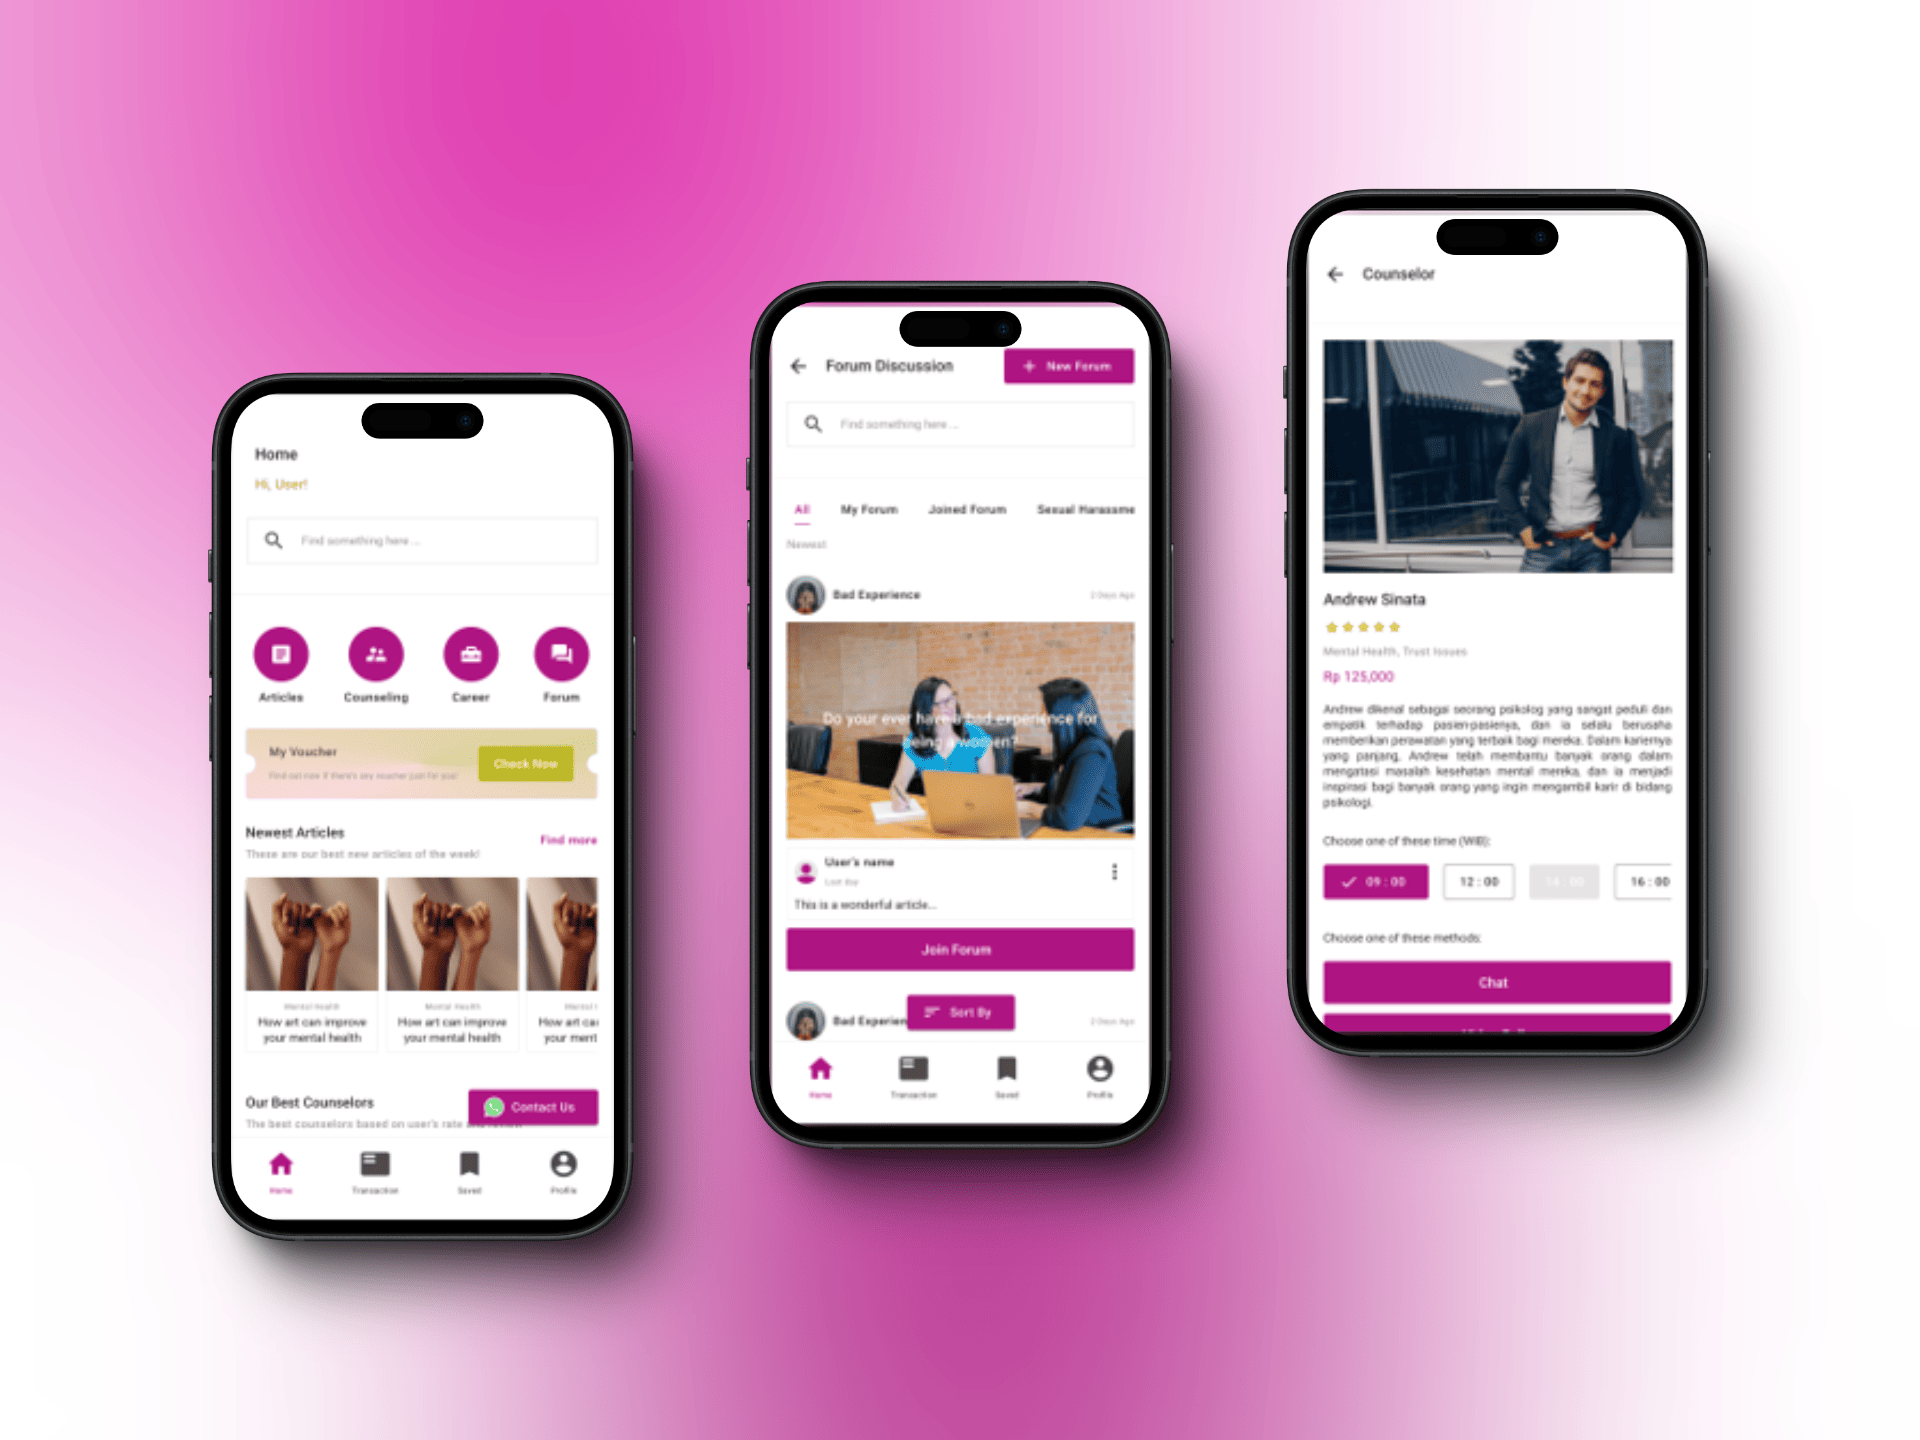 Home
Hi, User!
Find something here ...
Articles
Counseling
Career
Forum
My Voucher
Find out now if there's any voucher just for you!
Check Now
Newest Articles
Find more
These are our best new articles of the week!
Mental Health
Mental Health
Mental H
How art can improve
your mental health
How art can improve
your mental health
How art ca
your ment
Our Best Counselors
Contact Us
The best counselors based on user's rate and review
Home
Transaction
Saved
Profile
Forum Discussion
New Forum
Find something here ...
All
My Forum
Joined Forum
Sexual Harassme
Newest
Bad Experience
2 Days Ago
Do your ever have a bad experience for
being a women?
User's name
This is a wonderful article...
Join Forum
Bad Experien
Sort By
2 Days Ago
Home
Transaction
Saved
Profile
Counselor
Andrew Sinata
Mental Health, Trust Issues
Rp 125,000
Andrew dikenal sebagai seorang psikolog yang sangat peduli dan
empatik terhadap pasien-pasienya, dan ia selalu berusaha
memberikan perawatan yang terbaik bagi mereka. Dalam kariernya
yang panjang, Andrew telah membantu banyak orang dalam
mengatasi masalah kesehatan mental mereka, dan ia menjadi
inspirasi bagi banyak orang yang ingin mengambil karir di bidang
psikologi.
Choose one of these time (WIB):
09 : 00
12 : 00
14 : 00
16 : 00
Choose one of these methods:
Chat